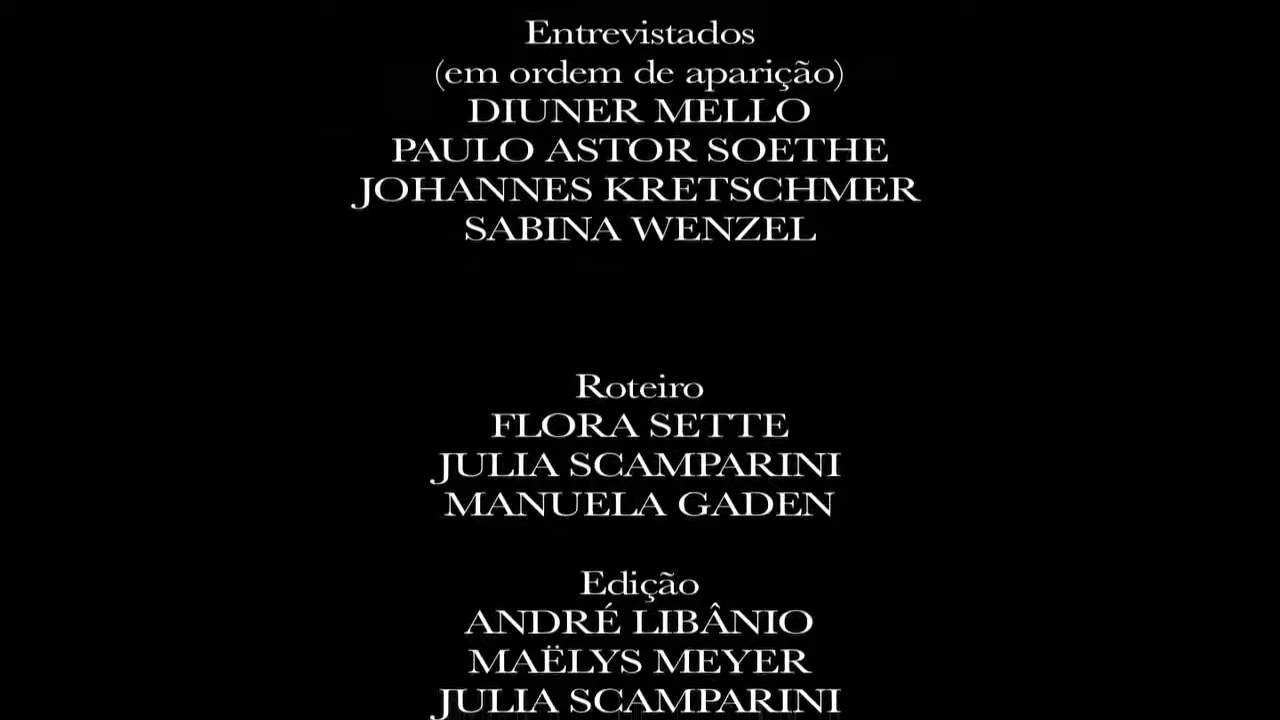 Entrevistados
(em ordem de aparição)
DIUNER MELLO
PAULO ASTOR SOETHE
JOHANNES KRETSCHMER
SABINA WENZEL
Roteiro
FLORA SETTE
JULIA SCAMPARINI
MANUELA GADEN
Edição
ANDRÉ LIBÂNIO
MAËLYS MEYER
JULIA SCAMPARINI